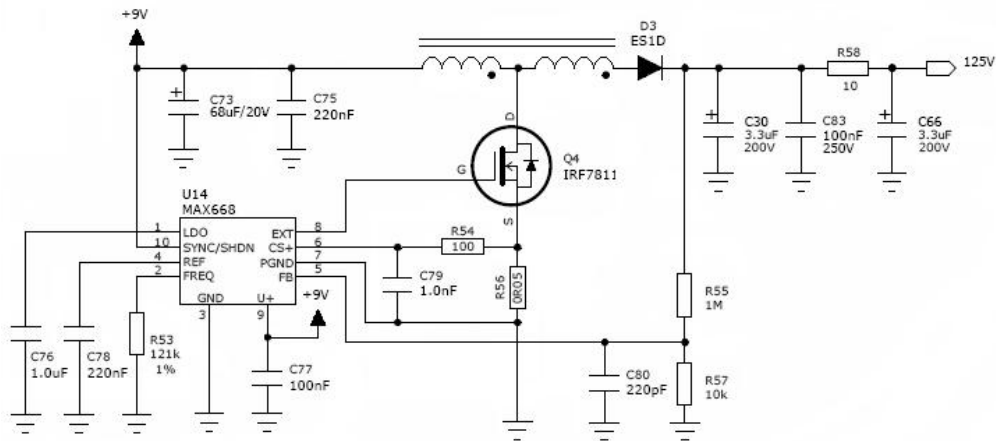 +9V
D3
ES1D
R58
10
125V
C73
68uF/20V
C75
220nF
C30
3.3uF
200V
C83
100nF
250V
C66
3.3uF
200V
D
G
S
Q4
IRF7811
U14
MAX668
1
LDO
EXT
8
10
SYNC/SHDN
CS+
6
4
REF
PGND
7
2
FREQ
FB
5
GND
U+
3
9
+9V
R54
100
C79
1.0nF
R56
0R05
R55
1M
C76
1.0uF
C78
220nF
R53
121k
1%
C77
100nF
C80
220pF
R57
10k